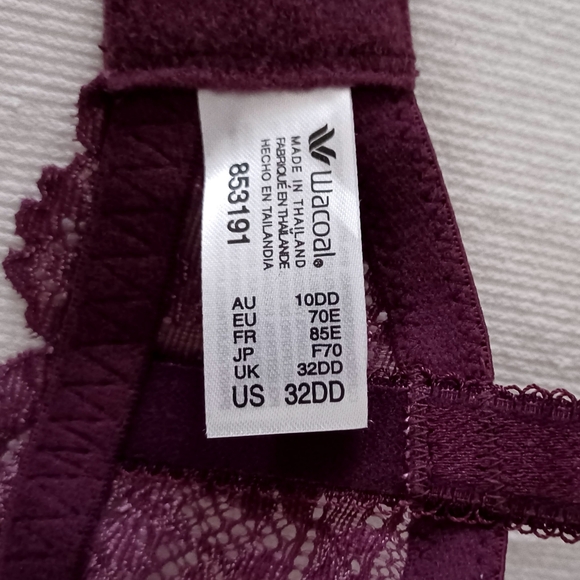 wacoal®
MADE IN THAILAND
FABRIQUÉ EN THAÏLANDE
HECHO EN TAILANDIA
853191
AU 10DD
EU 70E
FR 85E
JP F70
UK 32DD
US 32DD